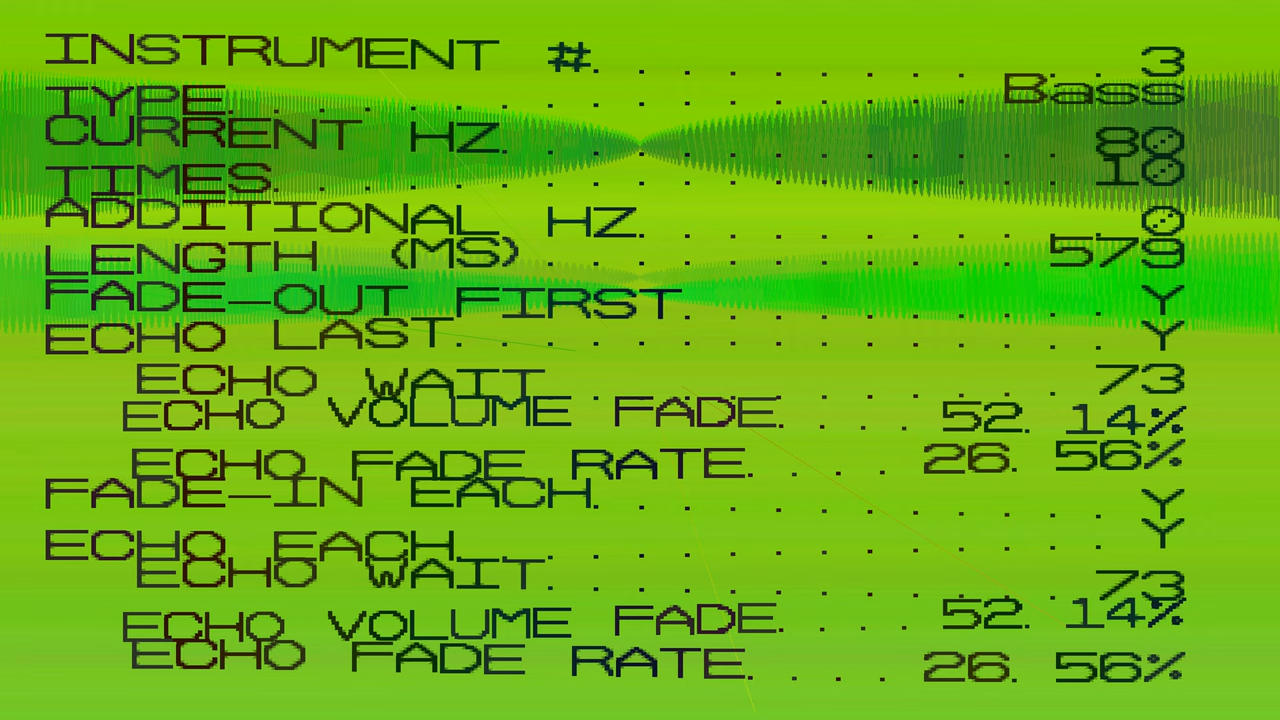 INSTRUMENT #. . . . . . . . . . . . 3
TYPE. . . . . . . . . . . . . . . . . Bass
CURRENT HZ. . . . . . . . . . . . . . 80
TIMES. . . . . . . . . . . . . . . . . . 10
ADDITIONAL HZ. . . . . . . . . . . 0
LENGTH (MS) . . . . . . . . . . . . 579
FADE-OUT FIRST. . . . . . . . . . Y
ECHO LAST. . . . . . . . . . . . . . . Y
ECHO WAIT. . . . . . . . . . . . . 73
ECHO VOLUME FADE. . . . 52. 14%
ECHO FADE RATE. . . . 26. 56%
FADE-IN EACH. . . . . . . . . . . . Y
ECHO EACH. . . . . . . . . . . . . . . Y
ECHO WAIT. . . . . . . . . . . . . 73
ECHO VOLUME FADE. . . . 52. 14%
ECHO FADE RATE. . . . 26. 56%